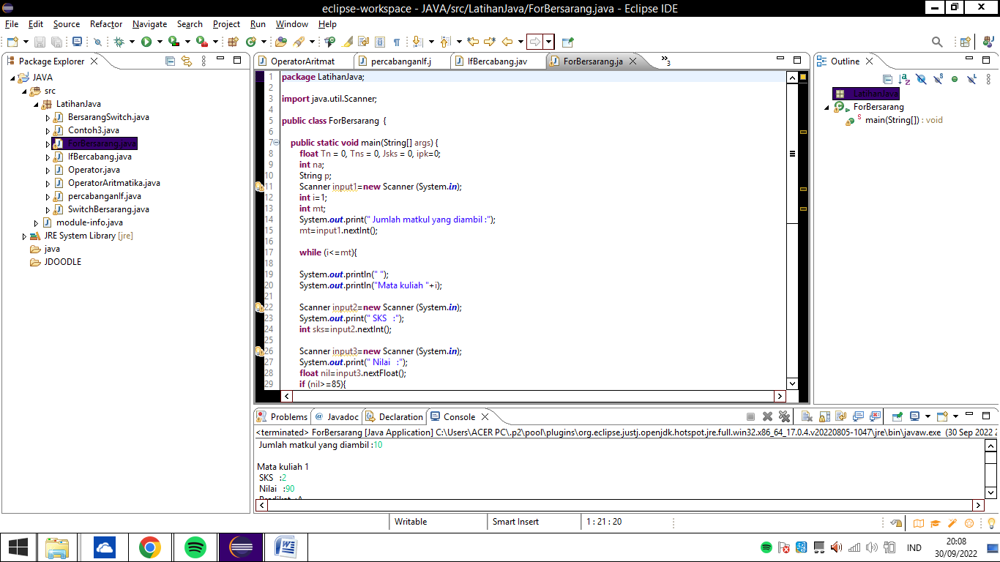 eclipse-workspace - JAVA/src/LatihanJava/ForBersarang.java - Eclipse IDE
File Edit Source Refactor Navigate Search Project Run Window Help
Package Explorer
JAVA
src
LatihanJava
BersarangSwitch.java
Contoh3.java
ForBersarang.java
IfBercabang.java
Operator.java
OperatorAritmatika.java
percabanganIf.java
SwitchBersarang.java
module-info.java
JRE System Library [jre]
java
JDOODLE
OperatorAritmat percabanganIf.j IfBercabang.jav ForBersarang.ja »3
1 package LatihanJava;
2
3 import java.util.Scanner;
4
5 public class ForBersarang {
6
7 public static void main(String[] args) {
8 float Tn = 0, Tns = 0, Jsks = 0, ipk=0;
9 int na;
10 String p;
11 Scanner input1=new Scanner (System.in);
12 int i=1;
13 int mt;
14 System.out.print(" Jumlah matkul yang diambil :");
15 mt=input1.nextInt();
16
17 while (i<=mt){
18
19 System.out.println(" ");
20 System.out.println("Mata kuliah "+i);
21
22 Scanner input2=new Scanner (System.in);
23 System.out.print(" SKS :");
24 int sks=input2.nextInt();
25
26 Scanner input3=new Scanner (System.in);
27 System.out.print(" Nilai :");
28 float nil=input3.nextFloat();
29 if (nil>=85){
Outline
LatihanJava
ForBersarang
main(String[]) : void
Problems Javadoc Declaration Console
<terminated> ForBersarang [Java Application] C:\Users\ACER PC\.p2\pool\plugins\org.eclipse.justj.openjdk.hotspot.jre.full.win32.x86_64_17.0.4.v20220805-1047\jre\bin\javaw.exe (30 Sep 2022 2
Jumlah matkul yang diambil :10
Mata kuliah 1
SKS :2
Nilai :90
Predikat :A
Writable Smart Insert 1 : 21 : 20
IND
20:08
30/09/2022